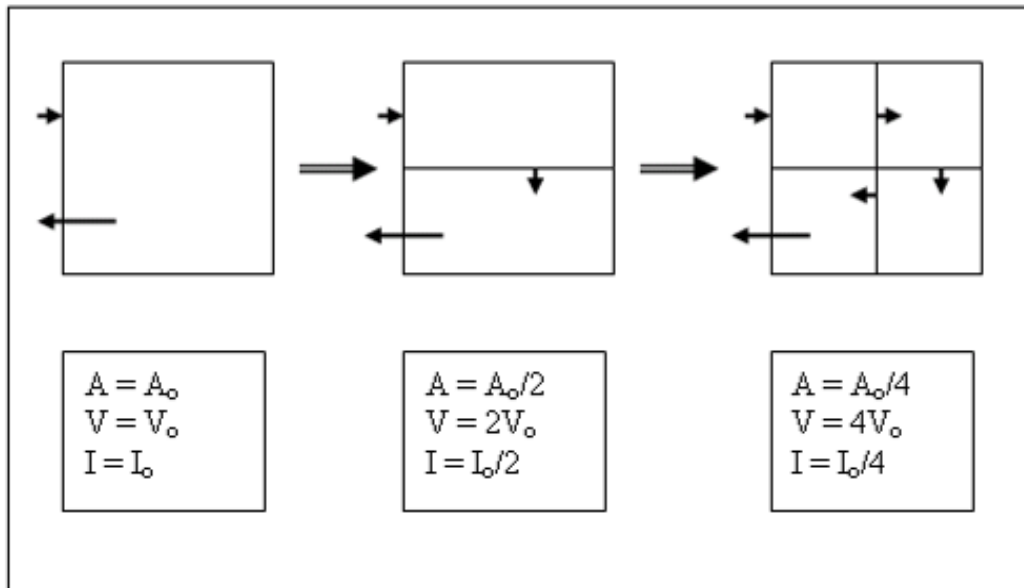 A = Aₒ
V = Vₒ
I = Iₒ
A = Aₒ/2
V = 2Vₒ
I = Iₒ/2
A = Aₒ/4
V = 4Vₒ
I = Iₒ/4